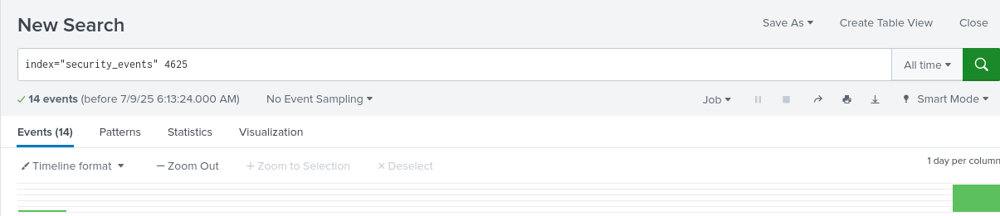 New Search
Save As Create Table View Close
index="security_events" 4625
All time
14 events (before 7/9/25 6:13:24.000 AM) No Event Sampling Job Smart Mode
Events (14) Patterns Statistics Visualization
Timeline format — Zoom Out + Zoom to Selection × Deselect
1 day per column